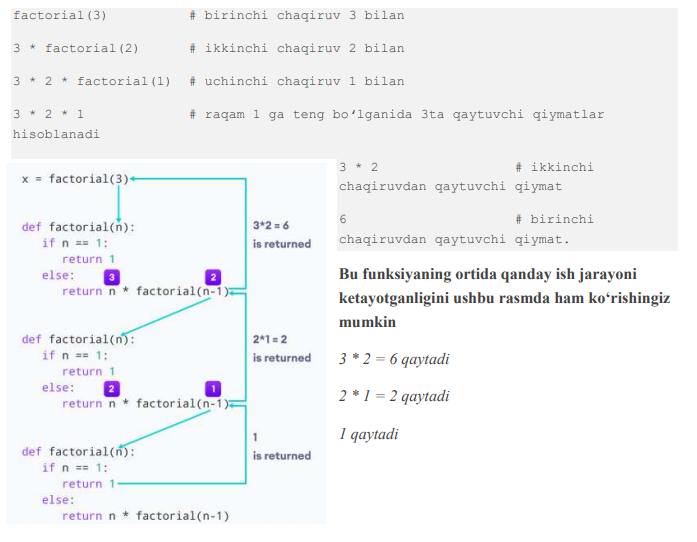 factorial(3) # birinchi chaqiruv 3 bilan
3 * factorial(2) # ikkinchi chaqiruv 2 bilan
3 * 2 * factorial(1) # uchinchi chaqiruv 1 bilan
3 * 2 * 1 # raqam 1 ga teng bo‘lganida 3ta qaytuvchi qiymatlar
hisoblanadi
3 * 2 # ikkinchi
chaqiruvdan qaytuvchi qiymat
6 # birinchi
chaqiruvdan qaytuvchi qiymat.
Bu funksiyaning ortida qanday ish jarayoni
ketayotganligini ushbu rasmda ham ko‘rishingiz
mumkin
3 * 2 = 6 qaytadi
2 * 1 = 2 qaytadi
1 qaytadi
x = factorial(3)
def factorial(n):
if n == 1:
return 1
else:
3 2
return n * factorial(n-1)
3*2 = 6
is returned
def factorial(n):
if n == 1:
return 1
else:
2 1
return n * factorial(n-1)
2*1 = 2
is returned
def factorial(n):
if n == 1:
return 1
else:
return n * factorial(n-1)
1
is returned